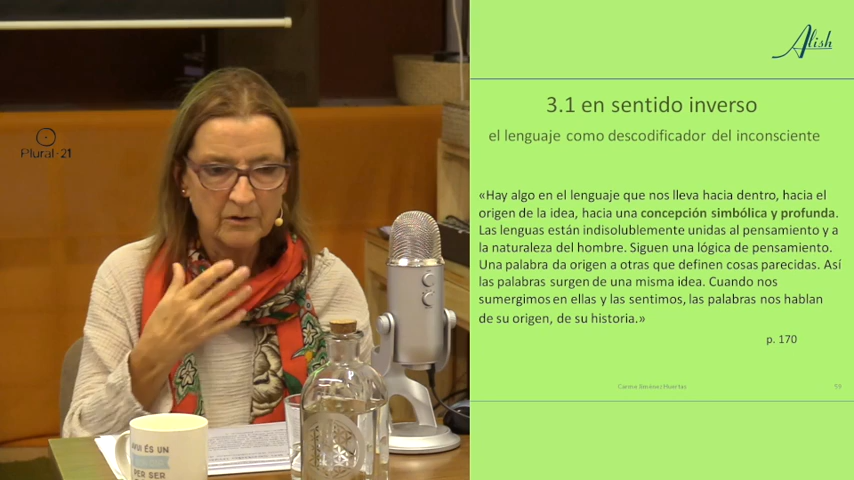 Plural-21
AVUI ÉS UN
PER SER
Alish
3.1 en sentido inverso
el lenguaje como descodificador del inconsciente
«Hay algo en el lenguaje que nos lleva hacia dentro, hacia el
origen de la idea, hacia una concepción simbólica y profunda.
Las lenguas están indisolublemente unidas al pensamiento y a
la naturaleza del hombre. Siguen una lógica de pensamiento.
Una palabra da origen a otras que definen cosas parecidas. Así
las palabras surgen de una misma idea. Cuando nos
sumergimos en ellas y las sentimos, las palabras nos hablan
de su origen, de su historia.»
p. 170
Carme Jiménez Huertas